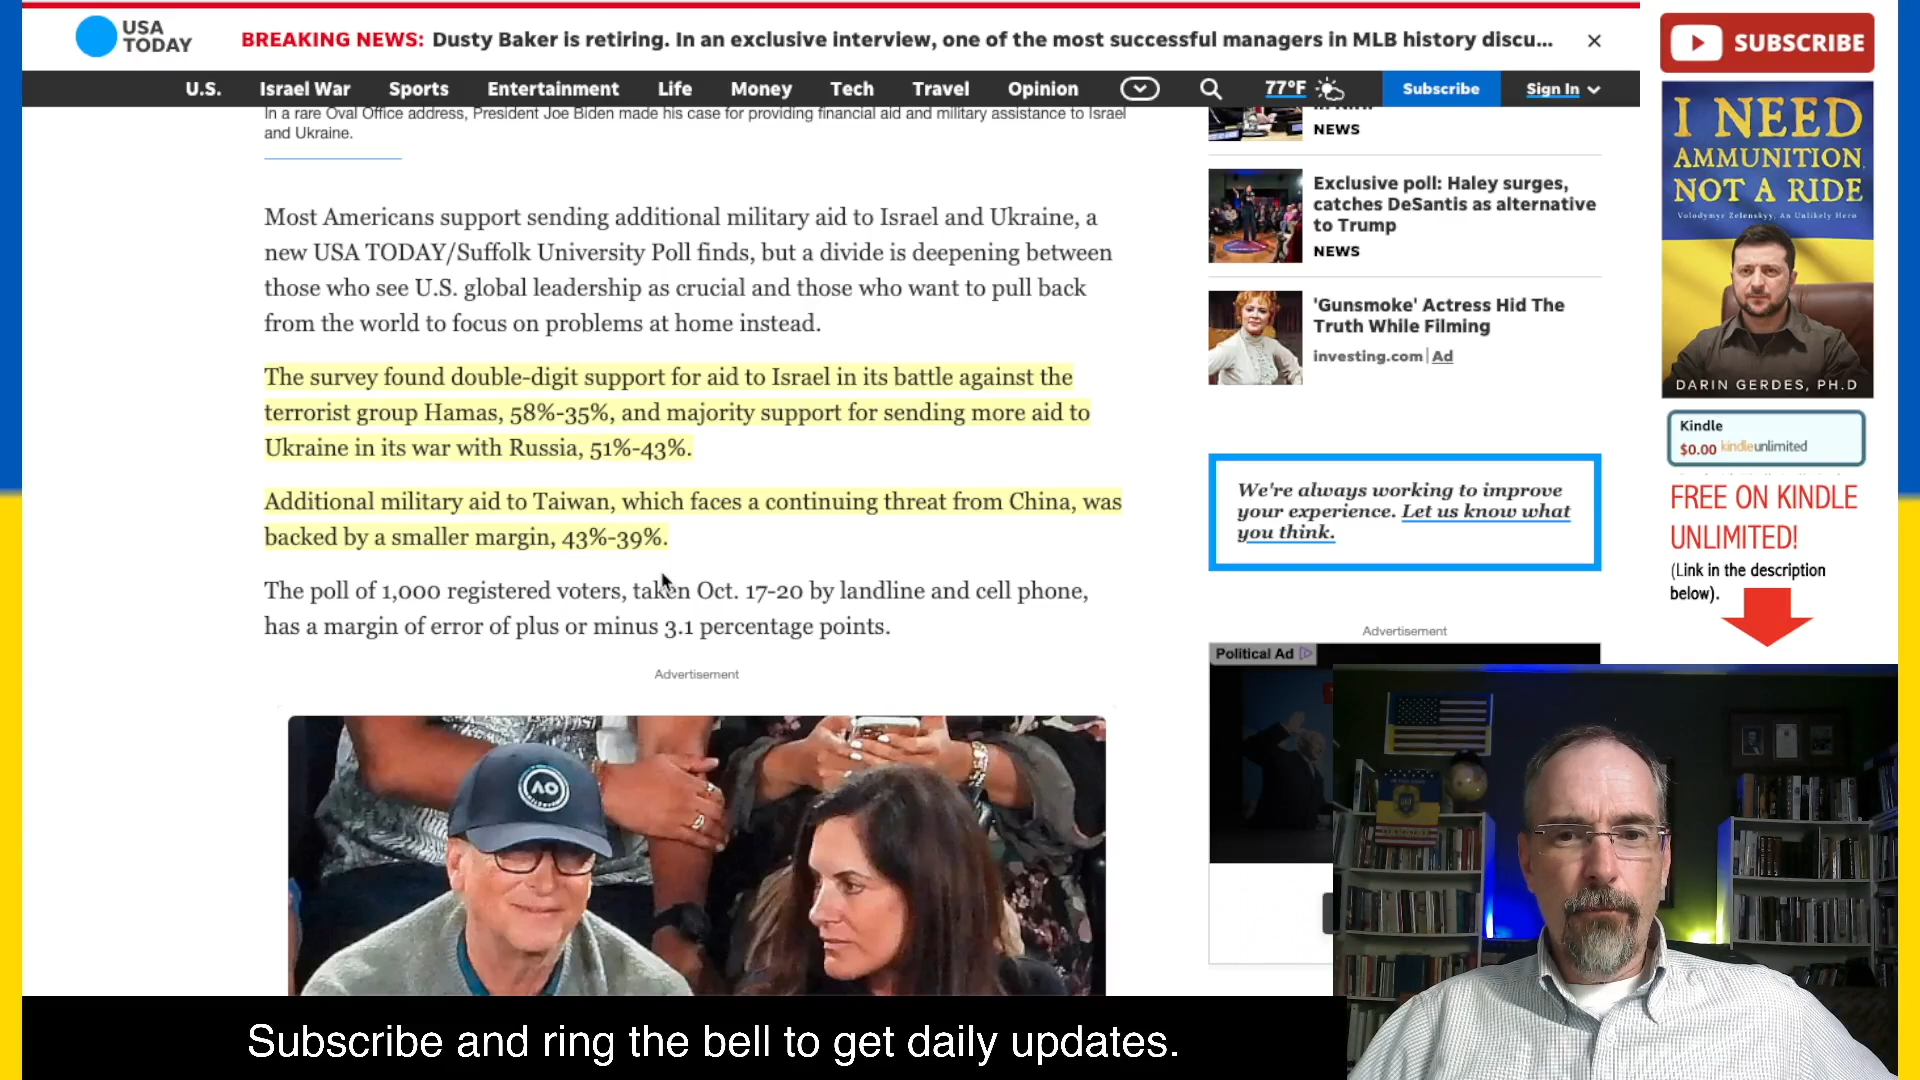 USA
TODAY
BREAKING NEWS: Dusty Baker is retiring. In an exclusive interview, one of the most successful managers in MLB history discu...
U.S. Israel War Sports Entertainment Life Money Tech Travel Opinion 77°F Subscribe Sign In
In a rare Oval Office address, President Joe Biden made his case for providing financial aid and military assistance to Israel
and Ukraine.
Most Americans support sending additional military aid to Israel and Ukraine, a
new USA TODAY/Suffolk University Poll finds, but a divide is deepening between
those who see U.S. global leadership as crucial and those who want to pull back
from the world to focus on problems at home instead.
The survey found double-digit support for aid to Israel in its battle against the
terrorist group Hamas, 58%-35%, and majority support for sending more aid to
Ukraine in its war with Russia, 51%-43%.
Additional military aid to Taiwan, which faces a continuing threat from China, was
backed by a smaller margin, 43%-39%.
The poll of 1,000 registered voters, taken Oct. 17-20 by landline and cell phone,
has a margin of error of plus or minus 3.1 percentage points.
Advertisement
AO
NEWS
Exclusive poll: Haley surges,
catches DeSantis as alternative
to Trump
NEWS
'Gunsmoke' Actress Hid The
Truth While Filming
investing.com | Ad
We're always working to improve
your experience. Let us know what
you think.
Advertisement
Political Ad
SUBSCRIBE
I NEED
AMMUNITION,
NOT A RIDE
Volodymyr Zelenskyy, An Unlikely Hero
DARIN GERDES, PH.D
Kindle
$0.00 kindleunlimited
FREE ON KINDLE
UNLIMITED!
(Link in the description
below).
Subscribe and ring the bell to get daily updates.